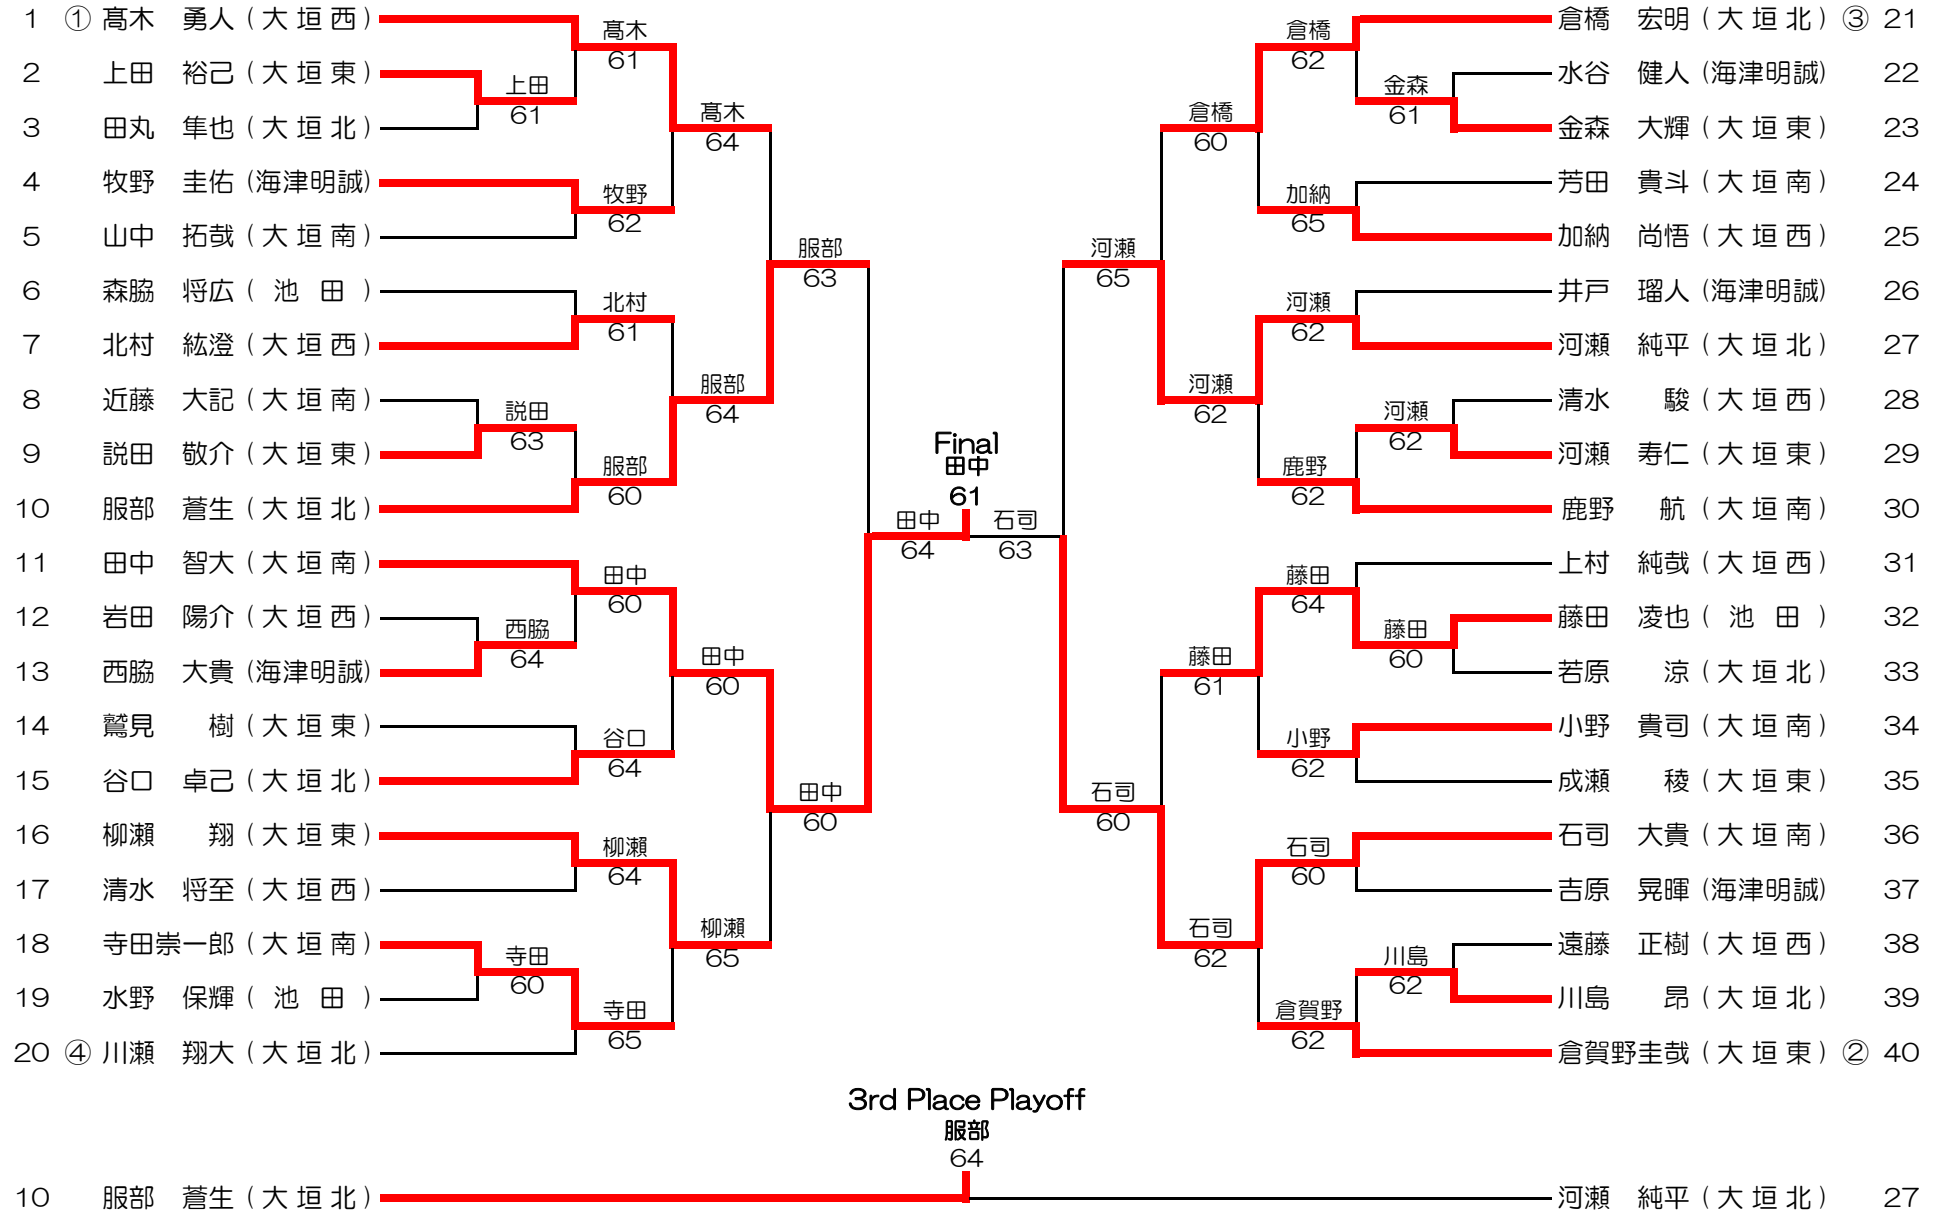 1 ①髙木 勇人 (大垣西)
2 上田 裕己 (大垣東)
3 田丸 隼也 (大垣北)
4 牧野 圭佑 (海津明誠)
5 山中 拓哉 (大垣南)
6 森脇 将広 (池田)
7 北村 紘澄 (大垣西)
8 近藤 大記 (大垣南)
9 説田 敬介 (大垣東)
10 服部 蒼生 (大垣北)
11 田中 智大 (大垣南)
12 岩田 陽介 (大垣西)
13 西脇 大貴 (海津明誠)
14 鷲見 樹 (大垣東)
15 谷口 卓己 (大垣北)
16 柳瀬 翔 (大垣東)
17 清水 将至 (大垣西)
18 寺田崇一郎 (大垣南)
19 水野 保輝 (池田)
20 ④ 川瀬 翔大 (大垣北)
上田
61
説田
63
西脇
64
寺田
60
髙木
61
牧野
62
北村
61
服部
60
田中
60
谷口
64
柳瀬
64
寺田
65
髙木
64
服部
64
田中
60
柳瀬
65
服部
63
田中
60
田中
64
Final
田中
61
石司
63
河瀬
65
石司
60
倉橋
60
河瀬
62
藤田
61
石司
62
倉橋
62
加納
65
河瀬
62
鹿野
62
藤田
64
小野
62
石司
60
倉賀野
62
金森
61
河瀬
62
藤田
60
川島
62
倉橋 宏明 (大垣北) ③ 21
水谷 健人 (海津明誠) 22
金森 大輝 (大垣東) 23
芳田 貴斗 (大垣南) 24
加納 尚悟 (大垣西) 25
井戸 瑠人 (海津明誠) 26
河瀬 純平 (大垣北) 27
清水 駿 (大垣西) 28
河瀬 寿仁 (大垣東) 29
鹿野 航 (大垣南) 30
上村 純哉 (大垣西) 31
藤田 凌也 (池田) 32
若原 涼 (大垣北) 33
小野 貴司 (大垣南) 34
成瀬 稜 (大垣東) 35
石司 大貴 (大垣南) 36
吉原 晃暉 (海津明誠) 37
遠藤 正樹 (大垣西) 38
川島 昂 (大垣北) 39
倉賀野圭哉 (大垣東) ② 40
3rd Place Playoff
服部
64
10 服部 蒼生 (大垣北)
河瀬 純平 (大垣北) 27